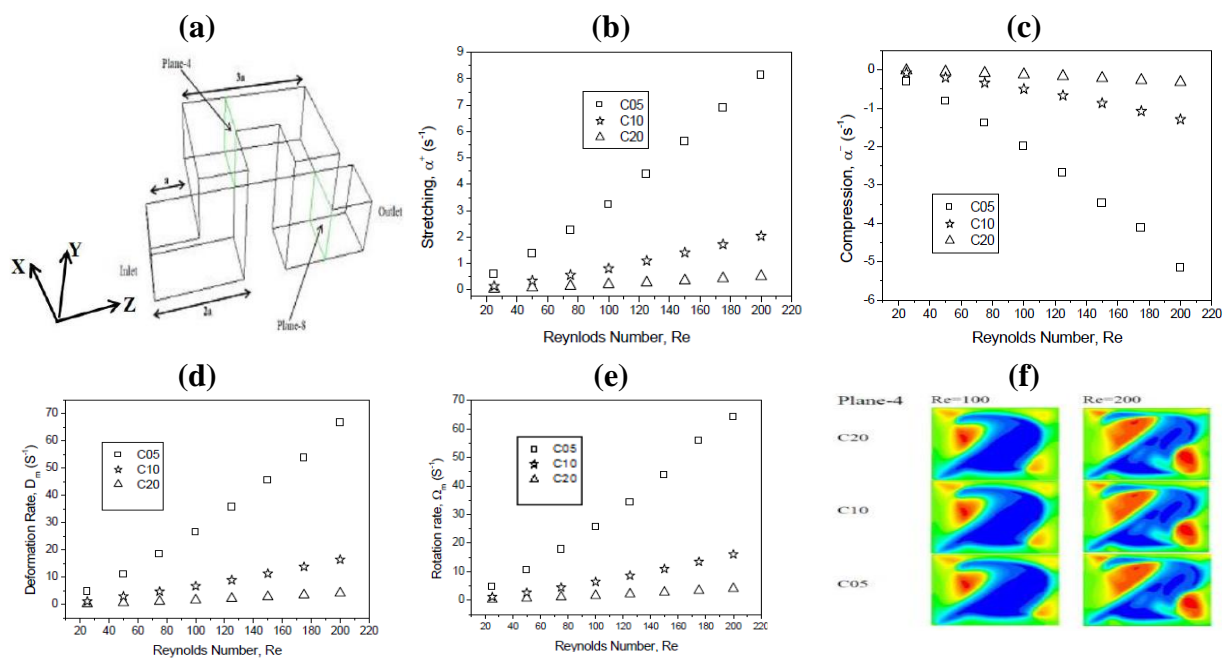 (a)
Plane-4
3a
a
Inlet
2a
Outlet
Plane-8
X
Y
Z
(b)
Stretching, α⁺ (s⁻¹)
9
8
7
6
5
4
3
2
1
0
C05
C10
C20
20 40 60 80 100 120 140 160 180 200 220
Reynlods Number, Re
(c)
Compression, α⁻ (s⁻¹)
0
-1
-2
-3
-4
-5
-6
C05
C10
C20
20 40 60 80 100 120 140 160 180 200 220
Reynolds Number, Re
(d)
Deformation Rate, Dₘ (S⁻¹)
70
60
50
40
30
20
10
0
C05
C10
C20
20 40 60 80 100 120 140 160 180 200 220
Reynolds Number, Re
(e)
Rotation rate, Ωₘ (S⁻¹)
70
60
50
40
30
20
10
0
C05
C10
C20
20 40 60 80 100 120 140 160 180 200 220
Reynolds Number, Re
(f)
Plane-4 Re=100 Re=200
C20
C10
C05